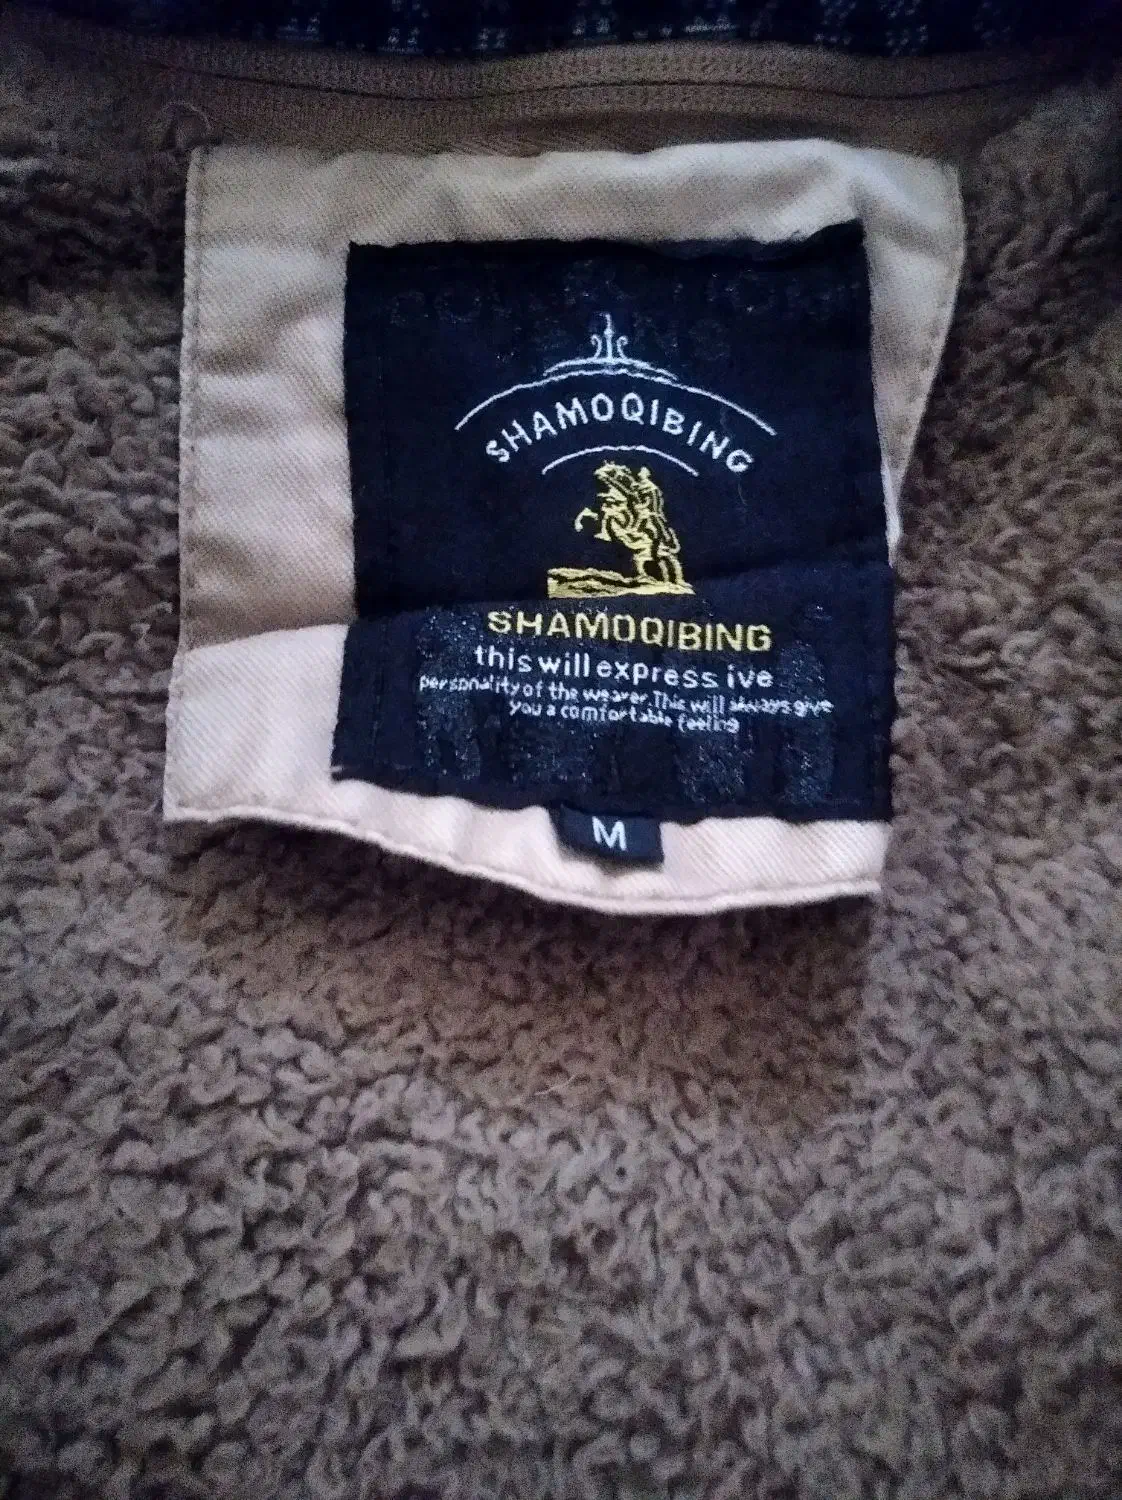 SHAMOQIBING
SHAMOQIBING
this will express ive
personality of the wearer. This will always give
you a comfortable feeling
M